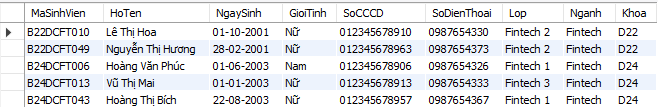 MaSinhVien HoTen NgaySinh GioiTinh SoCCCD SoDienThoai Lop Nganh Khoa
B22DCFT010 Lê Thị Hoa 01-10-2001 Nữ 012345678910 0987654330 Fintech 2 Fintech D22
B22DCFT049 Nguyễn Thị Hương 28-02-2001 Nữ 012345678963 0987654373 Fintech 2 Fintech D22
B24DCFT006 Hoàng Văn Phúc 01-06-2003 Nam 012345678906 0987654326 Fintech 1 Fintech D24
B24DCFT013 Vũ Thị Mai 01-01-2003 Nữ 012345678913 0987654333 Fintech 3 Fintech D24
B24DCFT043 Hoàng Thị Bích 22-08-2003 Nữ 012345678957 0987654367 Fintech 1 Fintech D24